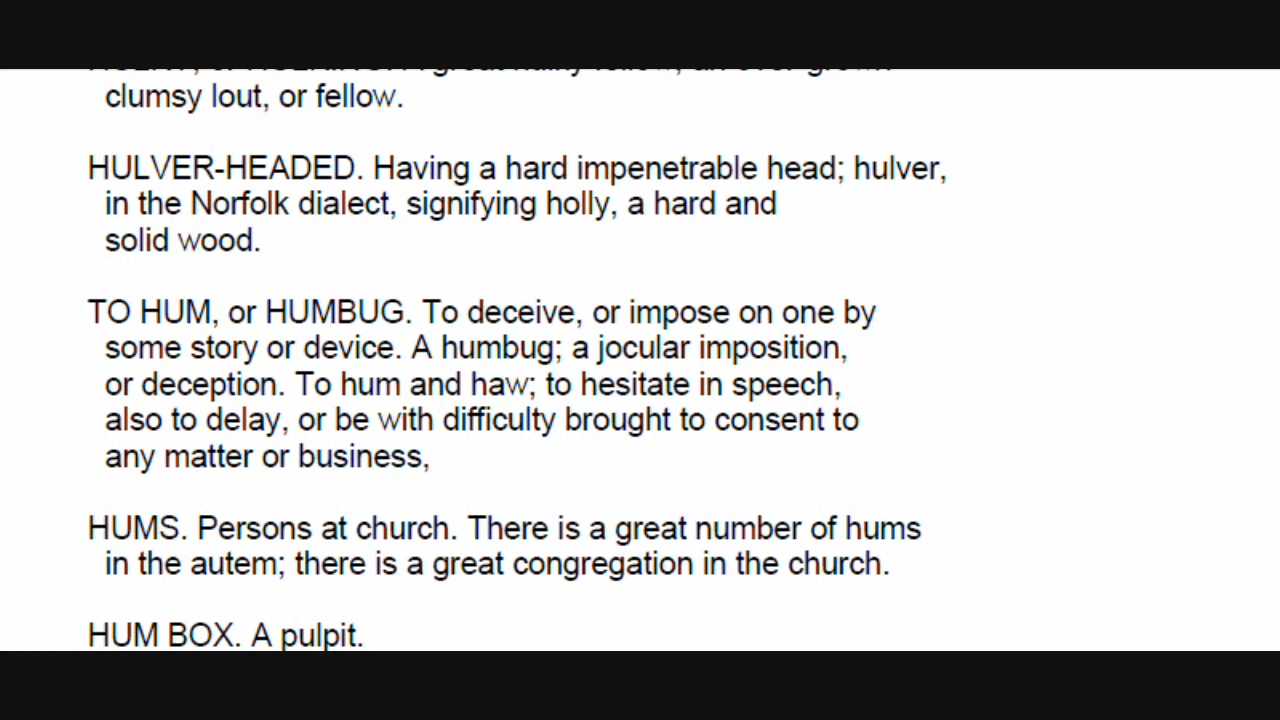 clumsy lout, or fellow.
HULVER-HEADED. Having a hard impenetrable head; hulver,
in the Norfolk dialect, signifying holly, a hard and
solid wood.
TO HUM, or HUMBUG. To deceive, or impose on one by
some story or device. A humbug; a jocular imposition,
or deception. To hum and haw; to hesitate in speech,
also to delay, or be with difficulty brought to consent to
any matter or business,
HUMS. Persons at church. There is a great number of hums
in the autem; there is a great congregation in the church.
HUM BOX. A pulpit.